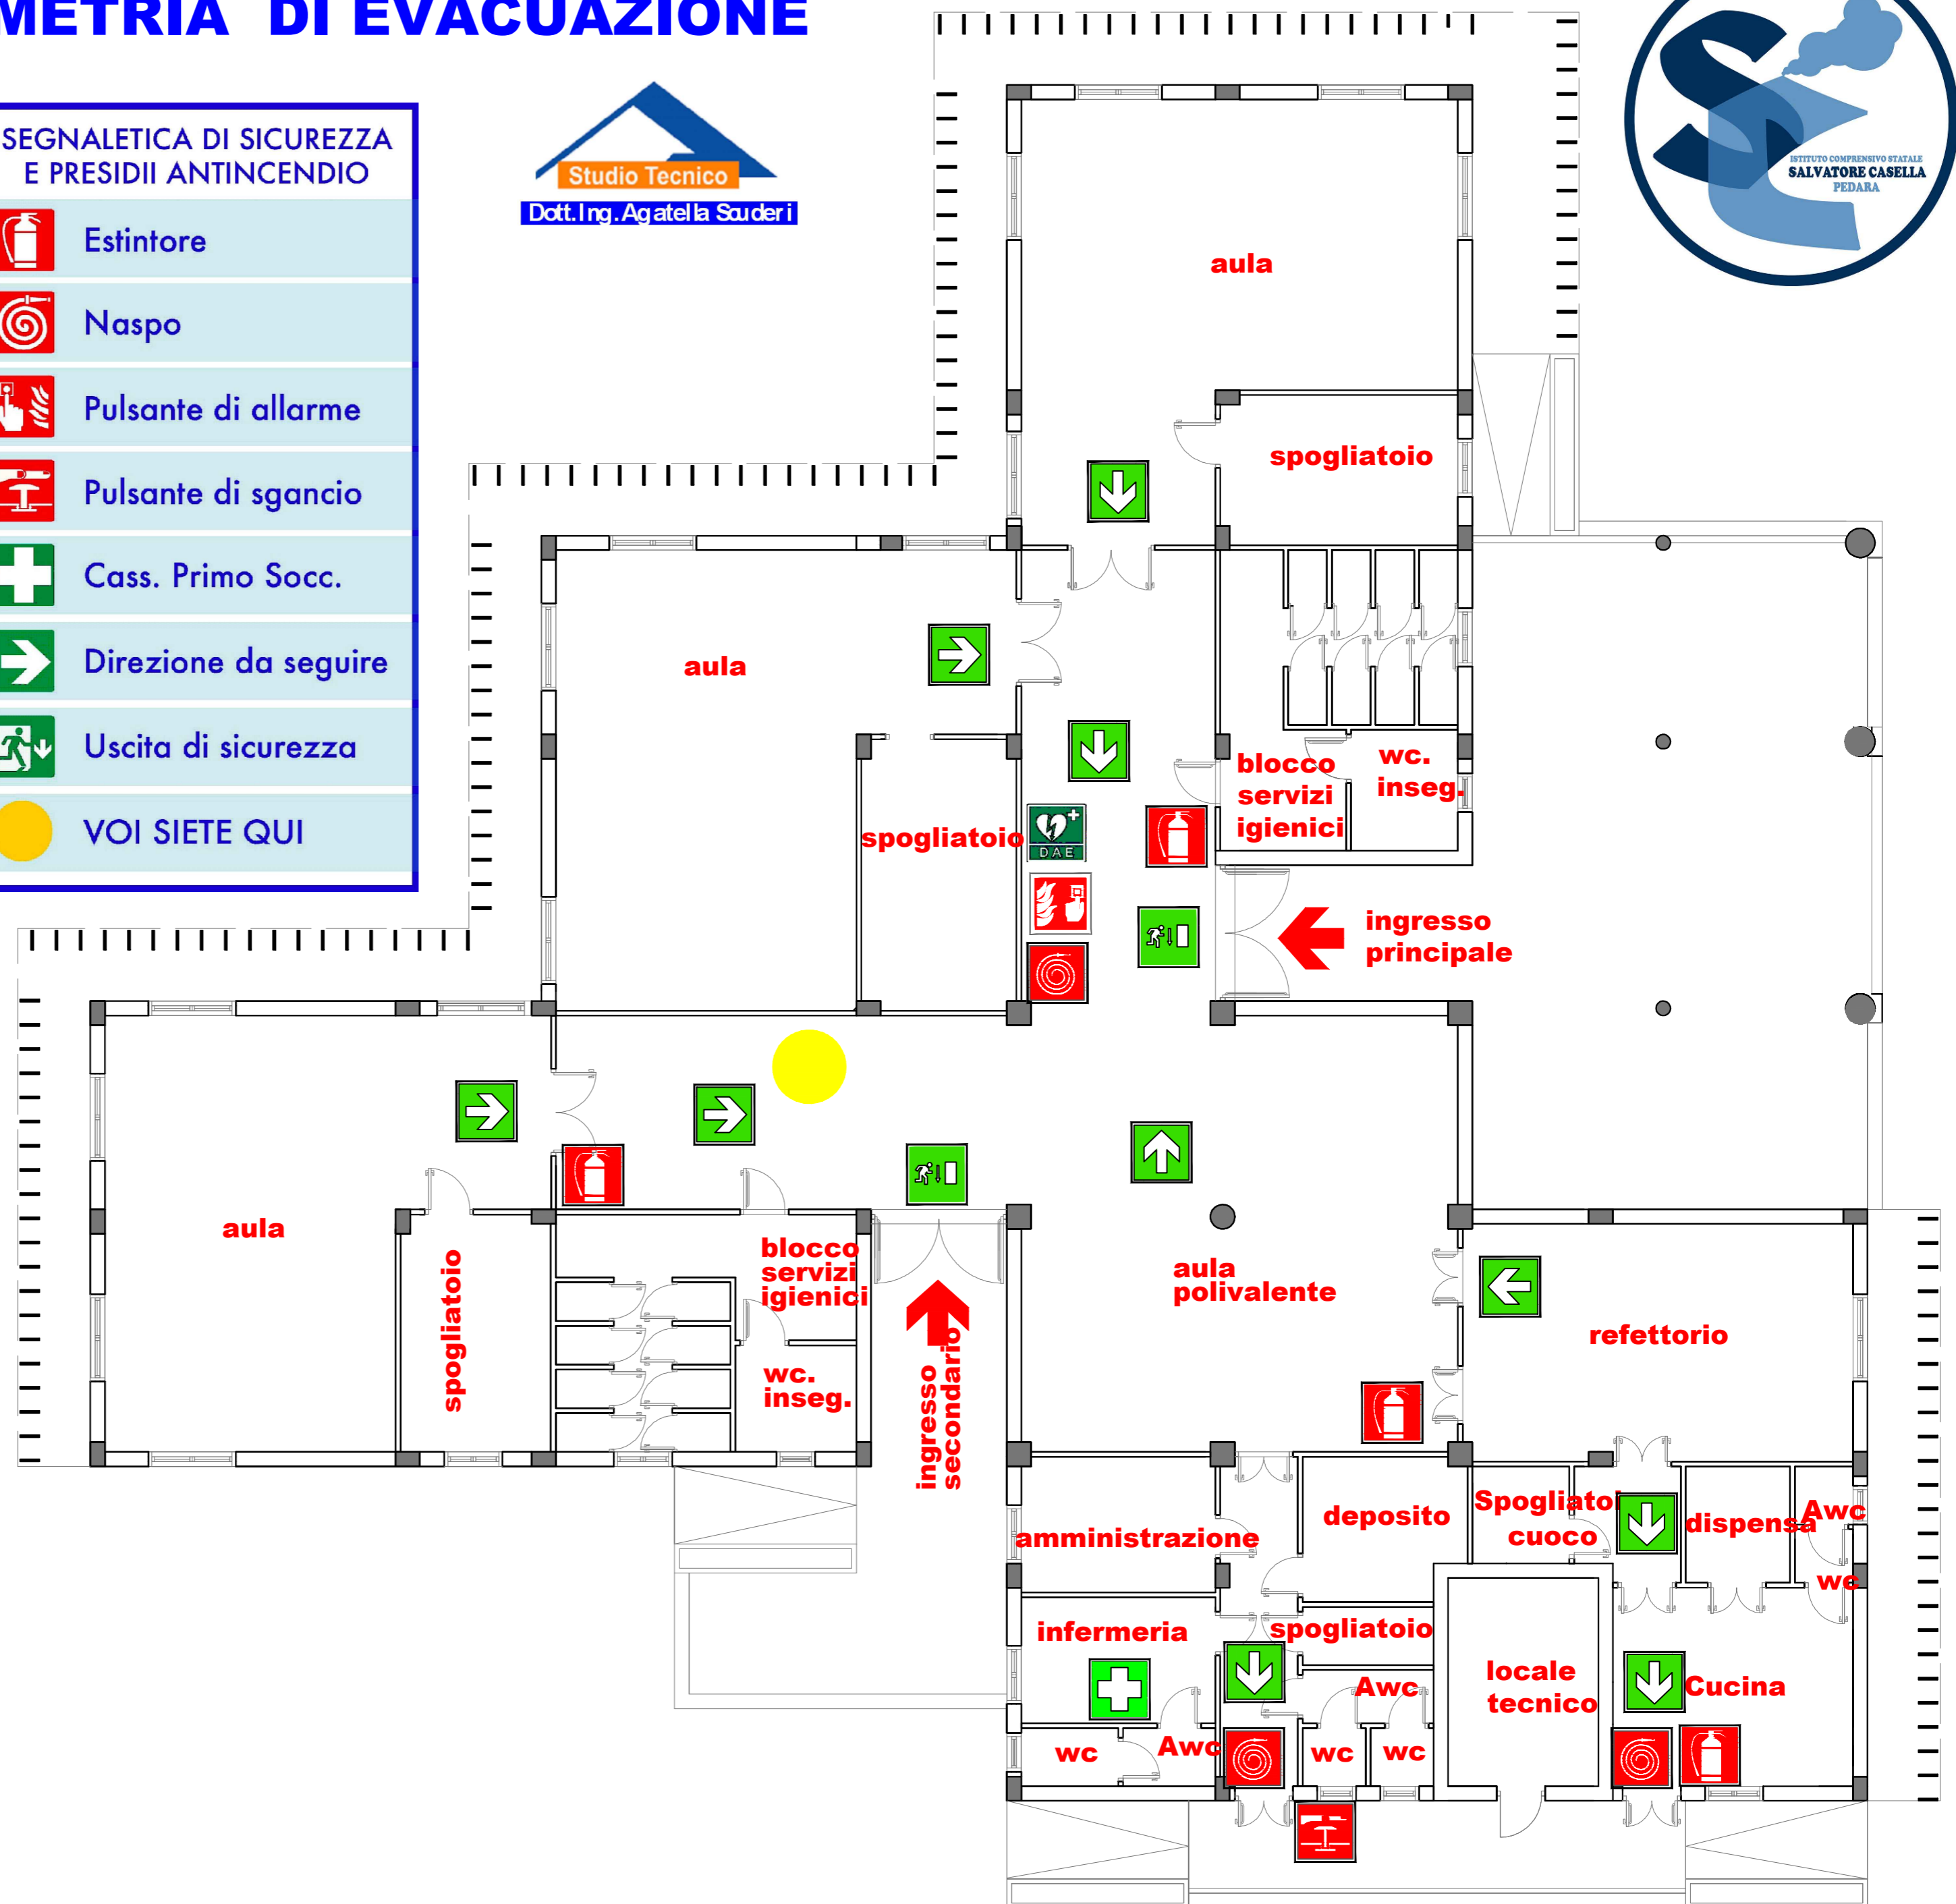 METRIA DI EVACUAZIONE
SEGNALETICA DI SICUREZZA
E PRESIDII ANTINCENDIO
Estintore
Naspo
Pulsante di allarme
Pulsante di sgancio
Cass. Primo Socc.
Direzione da seguire
Uscita di sicurezza
VOI SIETE QUI
Studio Tecnico
Dott.Ing.Agatella Scuderi
ISTITUTO COMPRENSIVO STATALE
SALVATORE CASELLA
PEDARA
aula
spogliatoio
aula
blocco
servizi
igienici
wc.
inseg.
spogliatoio
DAE
ingresso
principale
aula
spogliatoio
blocco
servizi
igienici
wc.
inseg.
ingresso
secondario
aula
polivalente
refettorio
amministrazione
deposito
Spogliatoi
cuoco
dispensa
Awc
wc
infermeria
spogliatoio
Awc
locale
tecnico
Cucina
wc
Awc
wc
wc